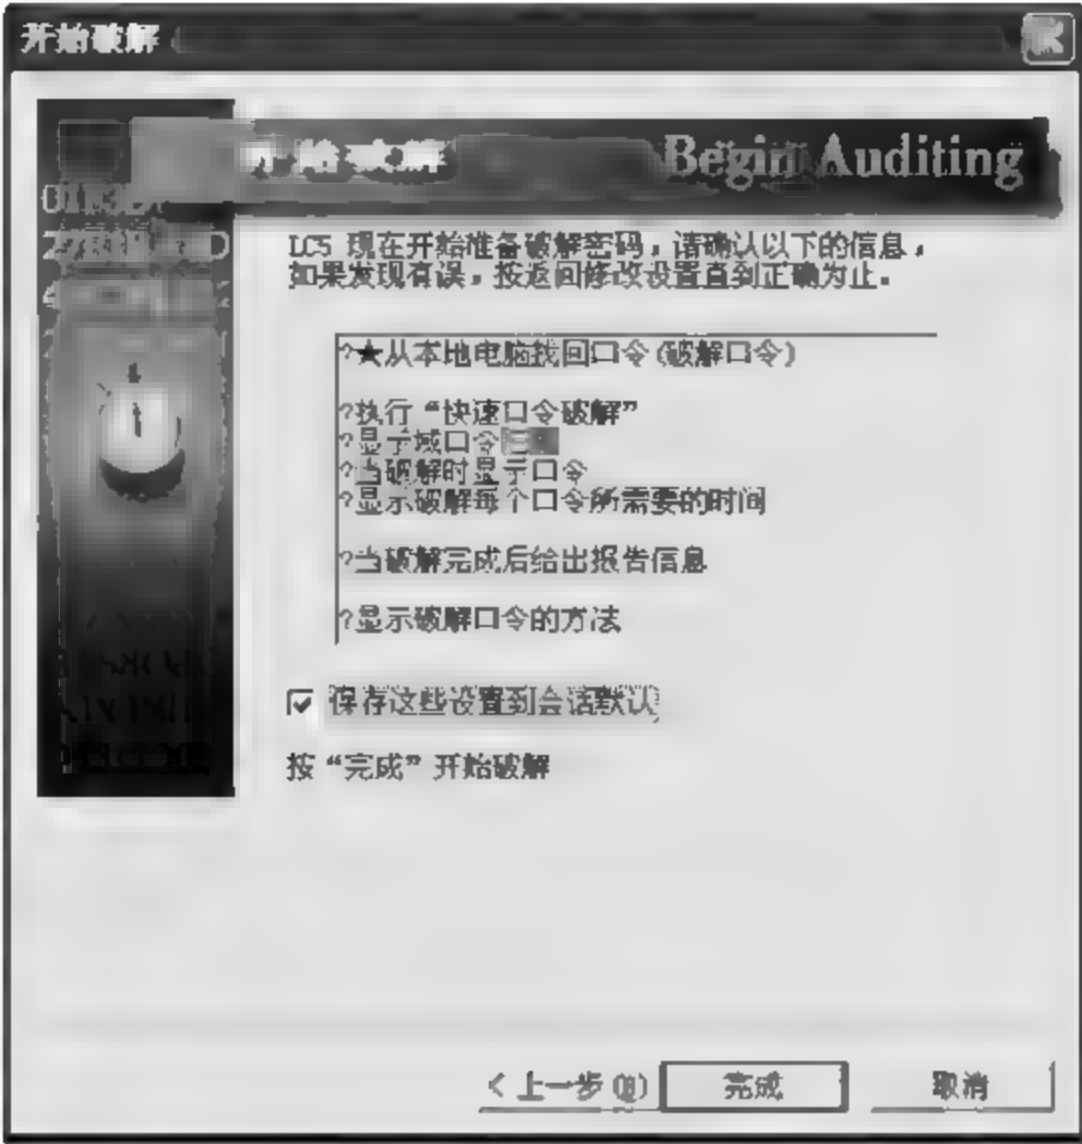 开始破解
Begin Auditing
LC5 现在开始准备破解密码，请确认以下的信息，
如果发现有误，按返回修改设置直到正确为止。
?★从本地电脑找回口令(破解口令)
?执行“快速口令破解”
?显示域口令
?当破解时显示口令
?显示破解每个口令所需要的时间
?当破解完成后给出报告信息
?显示破解口令的方法
保存这些设置到会话默认
按“完成”开始破解
< 上一步(B)
完成
取消